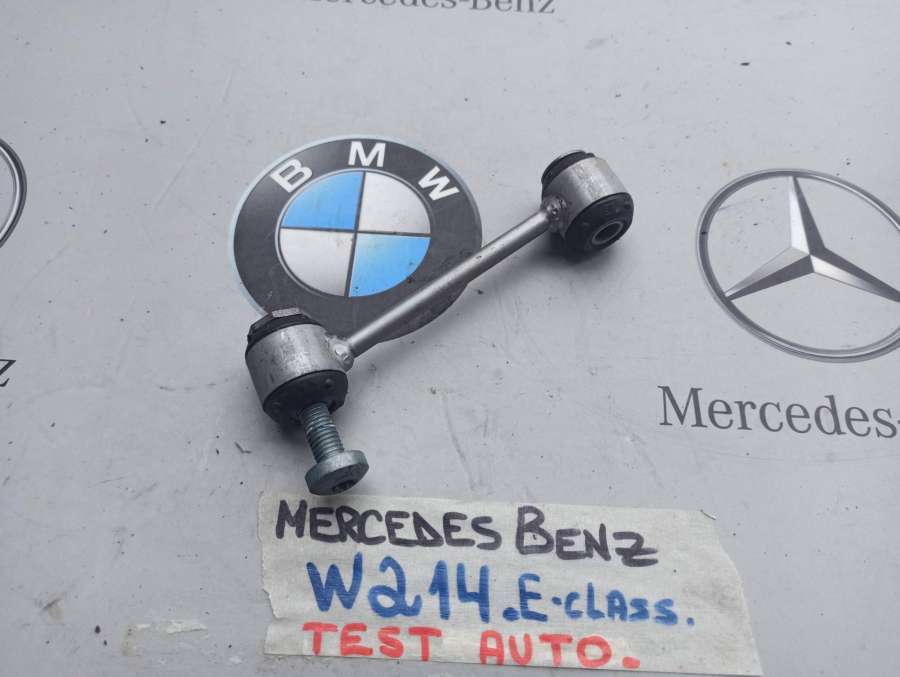 Mercedes-Benz
BMW
Mercedes-
z
MERCEDES BENZ
W214.E-CLASS.
TEST AUTO.